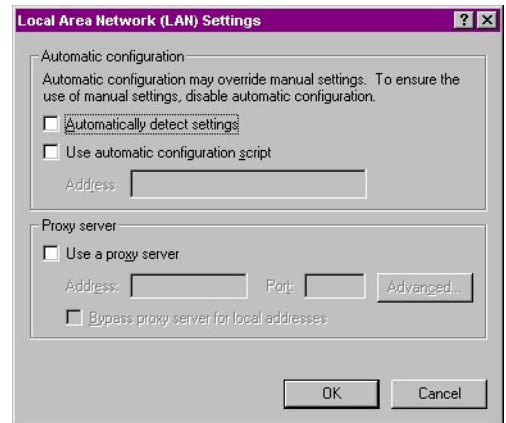 Local Area Network (LAN) Settings
Automatic configuration
Automatic configuration may override manual settings. To ensure the
use of manual settings, disable automatic configuration.
Automatically detect settings
Use automatic configuration script
Address
Proxy server
Use a proxy server
Address: Port: Advanced...
Bypass proxy server for local addresses
OK Cancel